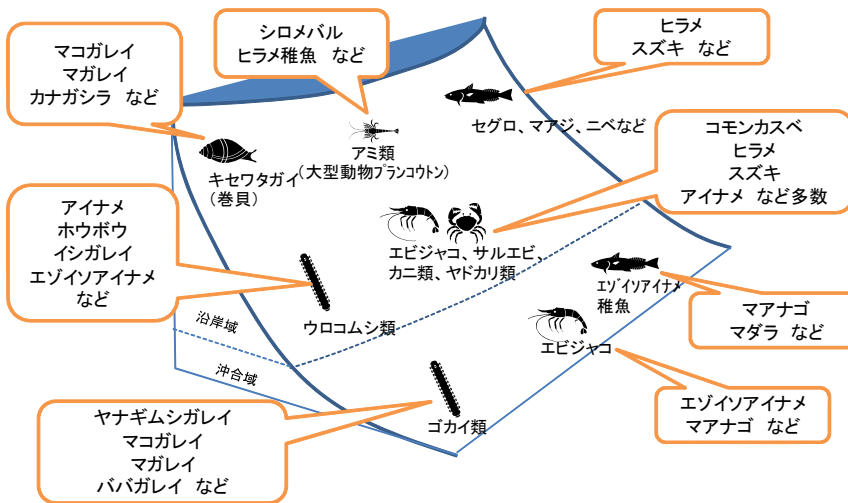 マコガレイ
マガレイ
カナガシラ など
シロメバル
ヒラメ稚魚 など
ヒラメ
スズキ など
セグロ、マアジ、ニベなど
アミ類
(大型動物プランコウトン)
キセワタガイ
(巻貝)
コモンカスベ
ヒラメ
スズキ
アイナメ など多数
アイナメ
ホウボウ
イシガレイ
エゾイソアイナメ
など
エビジャコ、サルエビ、
カニ類、ヤドカリ類
エゾイソアイナメ
稚魚
ウロコムシ類
マアナゴ
マダラ など
沿岸域
沖合域
エビジャコ
エゾイソアイナメ
マアナゴ など
ゴカイ類
ヤナギムシガレイ
マコガレイ
マガレイ
ババガレイ など